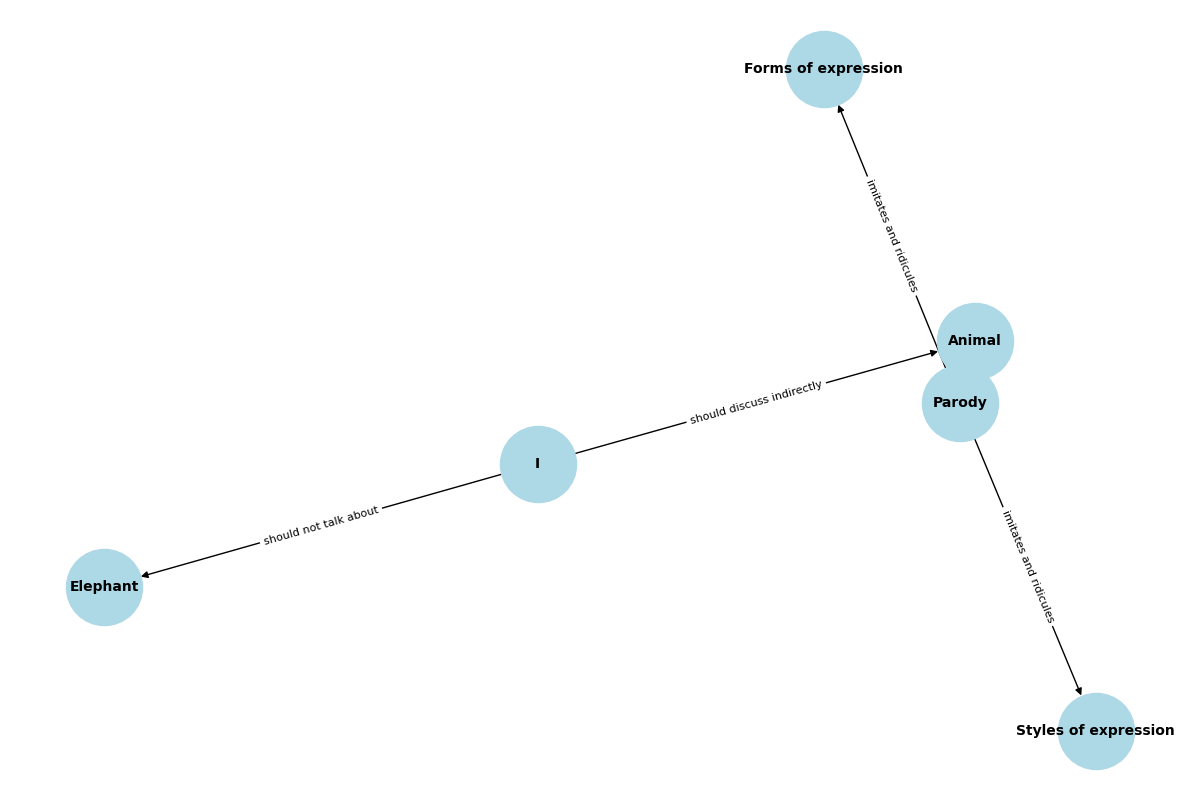 Forms of expression
imitates and ridicules
Animal
should discuss indirectly
Parody
I
should not talk about
imitates and ridicules
Elephant
Styles of expression